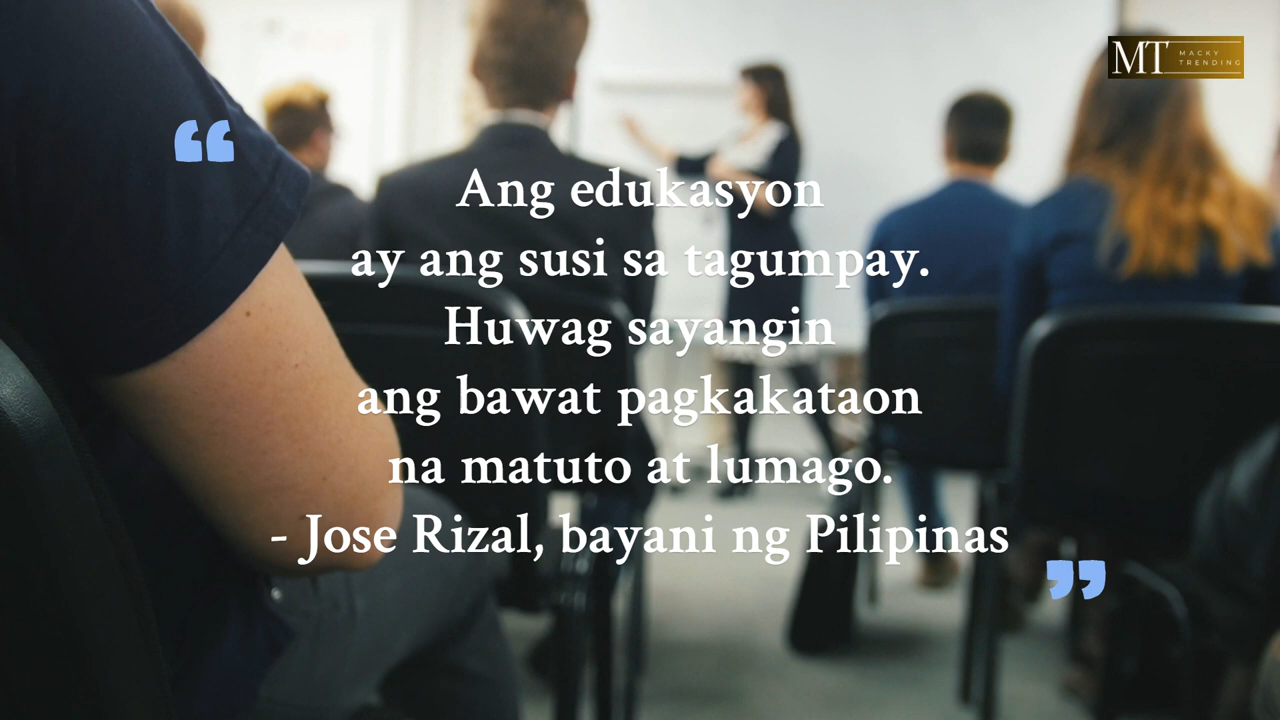 MT MACKY
TRENDING
“
Ang edukasyon
ay ang susi sa tagumpay.
Huwag sayangin
ang bawat pagkakataon
na matuto at lumago.
- Jose Rizal, bayani ng Pilipinas
”